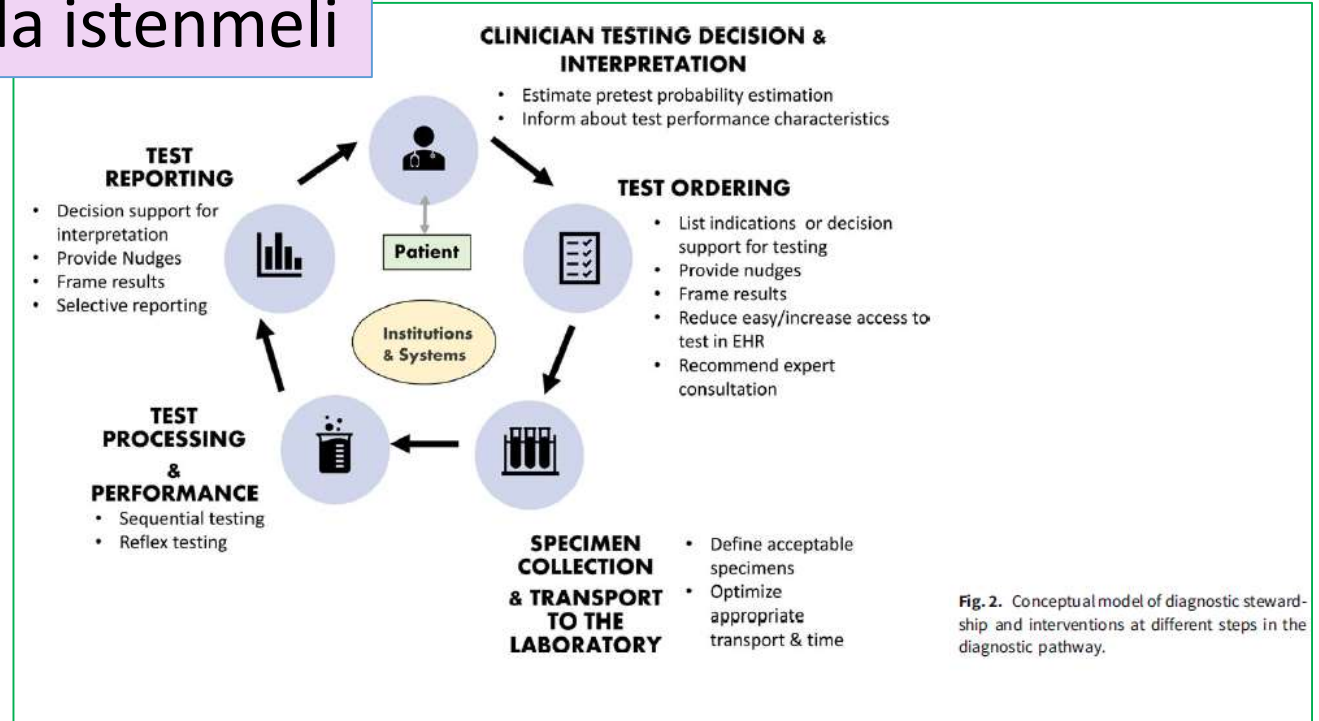 la istenmeli
CLINICIAN TESTING DECISION &
INTERPRETATION
• Estimate pretest probability estimation
• Inform about test performance characteristics
TEST ORDERING
• List indications or decision
support for testing
• Provide nudges
• Frame results
• Reduce easy/increase access to
test in EHR
• Recommend expert
consultation
SPECIMEN
COLLECTION
& TRANSPORT
TO THE
LABORATORY
• Define acceptable
specimens
• Optimize
appropriate
transport & time
TEST
PROCESSING
&
PERFORMANCE
• Sequential testing
• Reflex testing
TEST
REPORTING
• Decision support for
interpretation
• Provide Nudges
• Frame results
• Selective reporting
Patient
Institutions
& Systems
Fig. 2. Conceptual model of diagnostic steward-
ship and interventions at different steps in the
diagnostic pathway.